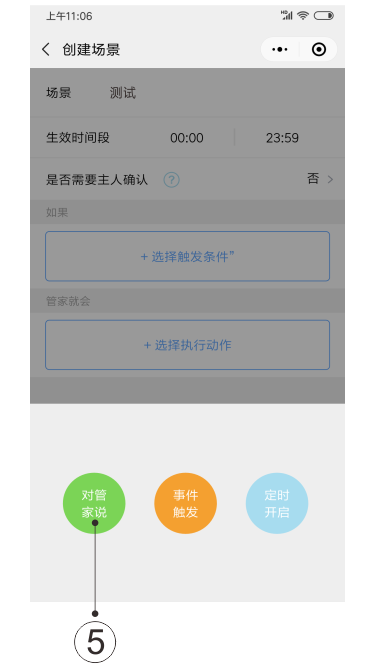 上午11:06
HD
创建场景
场景 测试
生效时间段 00:00 23:59
是否需要主人确认 ? 否
如果
+ 选择触发条件”
管家就会
+ 选择执行动作
对管
家说
事件
触发
定时
开启
5